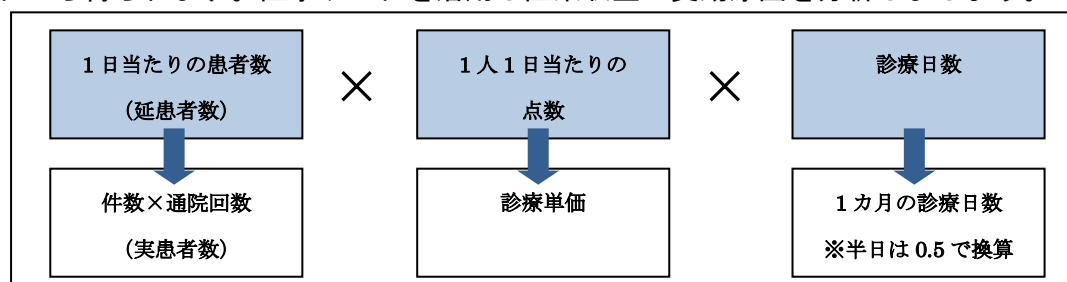 1日当たりの患者数
(延患者数)
×
1人1日当たりの
点数
×
診療日数
件数×通院回数
(実患者数)
診療単価
1カ月の診療日数
※半日は 0.5 で換算